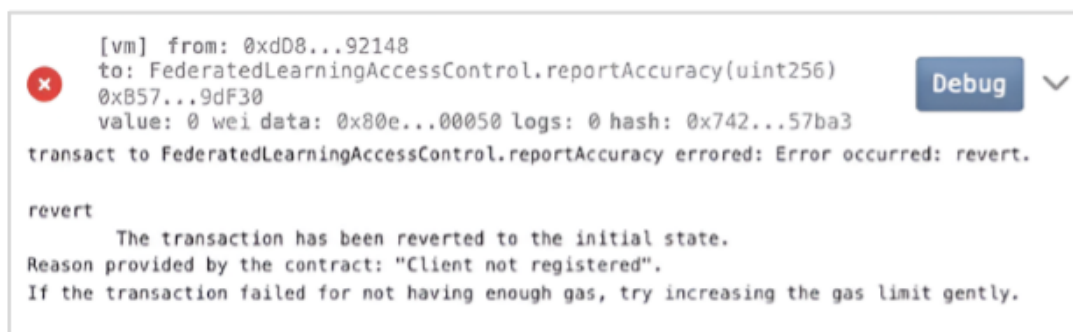 [vm] from: 0xdD8...92148
to: FederatedLearningAccessControl.reportAccuracy(uint256)
0xB57...9dF30
value: 0 wei data: 0x80e...00050 logs: 0 hash: 0x742...57ba3
Debug
transact to FederatedLearningAccessControl.reportAccuracy errored: Error occurred: revert.
revert
The transaction has been reverted to the initial state.
Reason provided by the contract: "Client not registered".
If the transaction failed for not having enough gas, try increasing the gas limit gently.